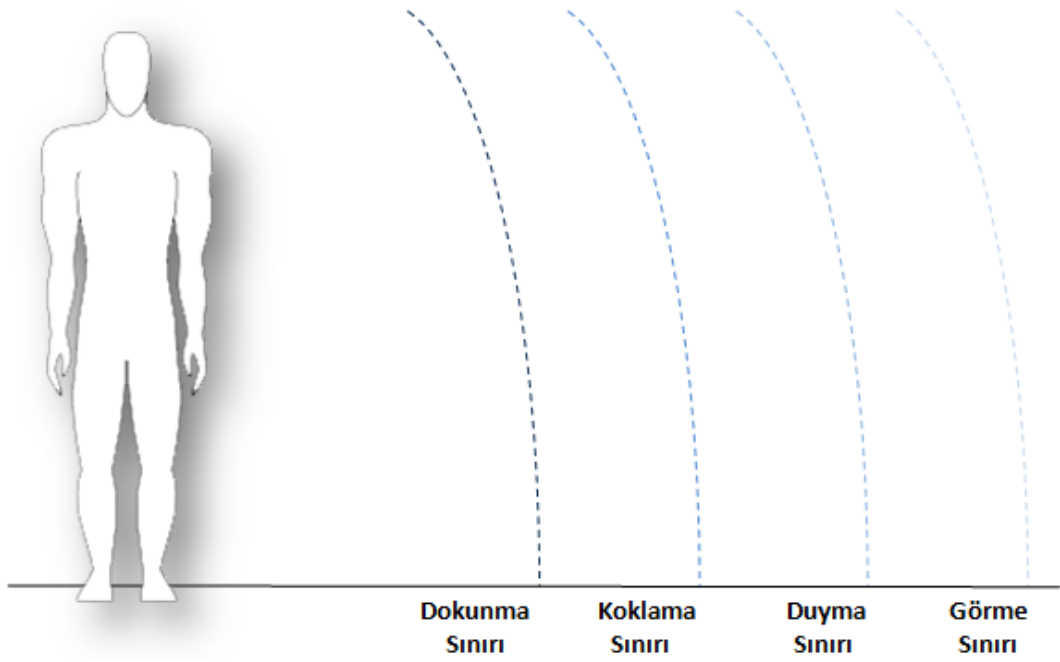 Dokunma
Sınırı
Koklama
Sınırı
Duyma
Sınırı
Görme
Sınırı